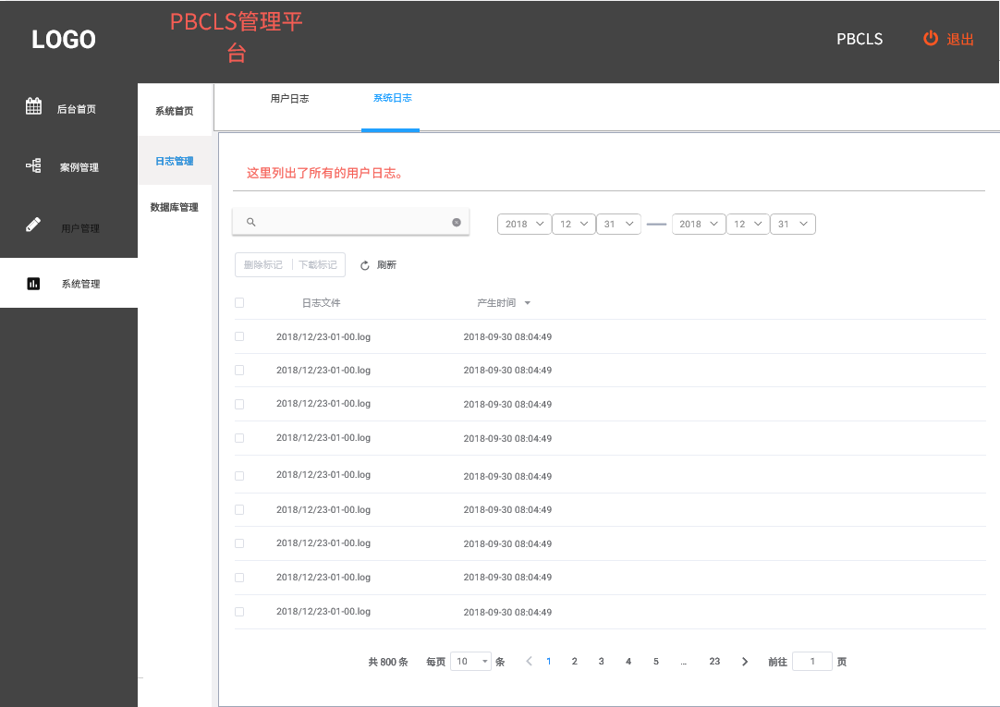 LOGO
PBCLS管理平
台
PBCLS
退出
后台首页
案例管理
用户管理
系统管理
系统首页
日志管理
数据库管理
用户日志
系统日志
这里列出了所有的用户日志。
2018 12 31 2018 12 31
删除标记 下载标记 刷新
日志文件 产生时间
2018/12/23-01-00.log 2018-09-30 08:04:49
2018/12/23-01-00.log 2018-09-30 08:04:49
2018/12/23-01-00.log 2018-09-30 08:04:49
2018/12/23-01-00.log 2018-09-30 08:04:49
2018/12/23-01-00.log 2018-09-30 08:04:49
2018/12/23-01-00.log 2018-09-30 08:04:49
2018/12/23-01-00.log 2018-09-30 08:04:49
2018/12/23-01-00.log 2018-09-30 08:04:49
2018/12/23-01-00.log 2018-09-30 08:04:49
共 800 条 每页 10 条 1 2 3 4 5 ... 23 前往 1 页